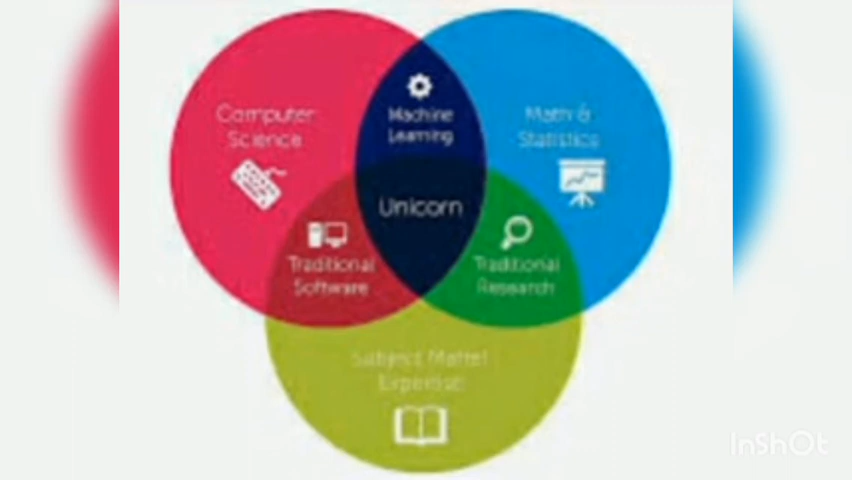 Computer
Science
Machine
Learning
Math &
Statistics
Unicorn
Traditional
Software
Traditional
Research
Subject Matter
Expertise
InShOt